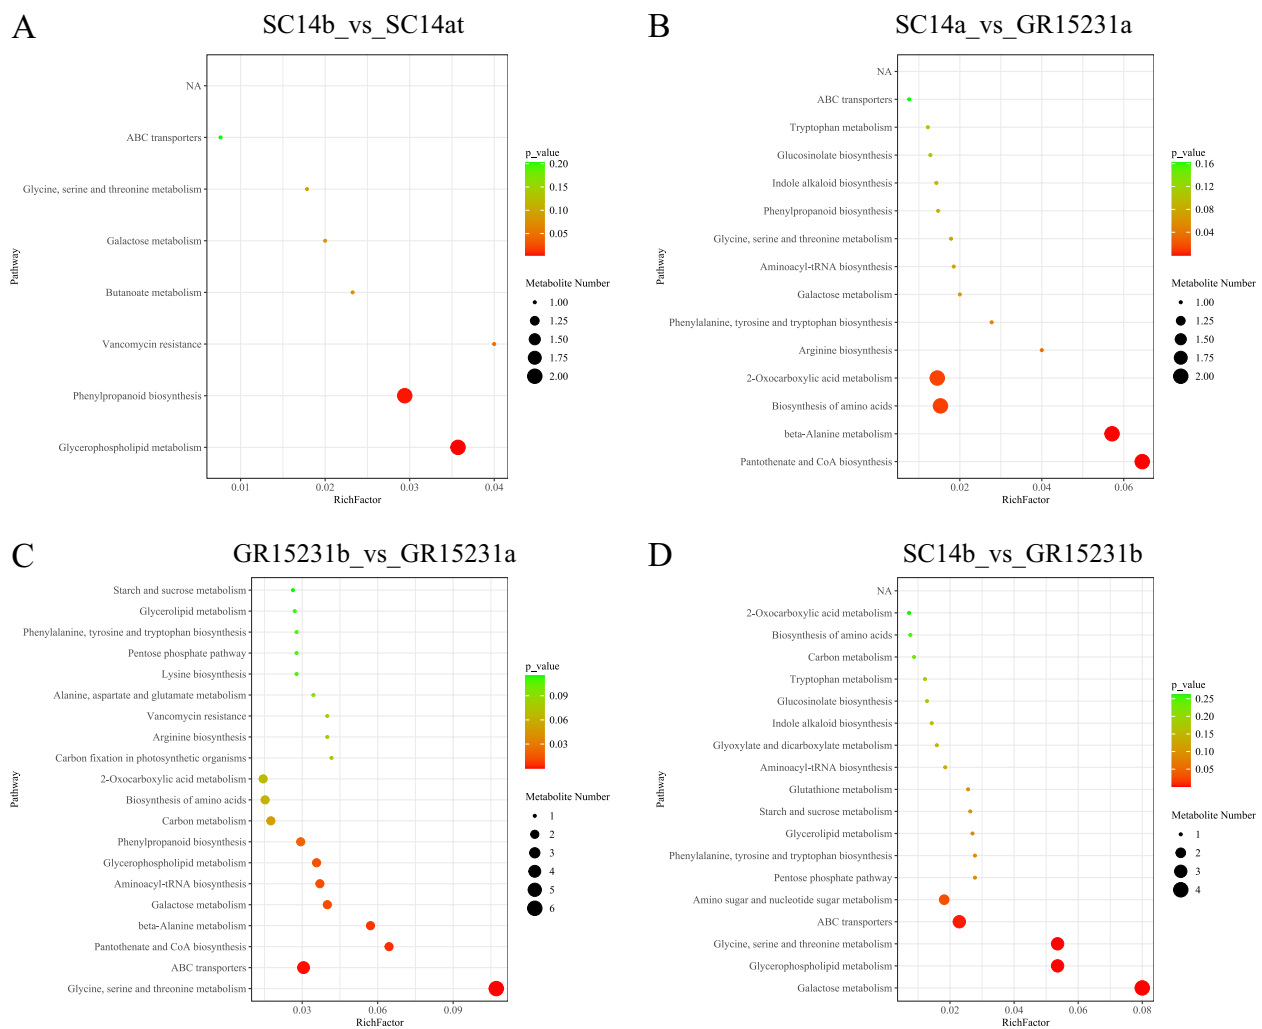 A
SC14b_vs_SC14at
NA
ABC transporters
Glycine, serine and threonine metabolism
Galactose metabolism
Butanoate metabolism
Vancomycin resistance
Phenylpropanoid biosynthesis
Glycerophospholipid metabolism
Pathway
0.01 0.02 0.03 0.04
RichFactor
p_value
0.20
0.15
0.10
0.05
Metabolite Number
1.00
1.25
1.50
1.75
2.00
B
SC14a_vs_GR15231a
NA
ABC transporters
Tryptophan metabolism
Glucosinolate biosynthesis
Indole alkaloid biosynthesis
Phenylpropanoid biosynthesis
Glycine, serine and threonine metabolism
Aminoacyl-tRNA biosynthesis
Galactose metabolism
Phenylalanine, tyrosine and tryptophan biosynthesis
Arginine biosynthesis
2-Oxocarboxylic acid metabolism
Biosynthesis of amino acids
beta-Alanine metabolism
Pantothenate and CoA biosynthesis
Pathway
0.02 0.04 0.06
RichFactor
p_value
0.16
0.12
0.08
0.04
Metabolite Number
1.00
1.25
1.50
1.75
2.00
C
GR15231b_vs_GR15231a
Starch and sucrose metabolism
Glycerolipid metabolism
Phenylalanine, tyrosine and tryptophan biosynthesis
Pentose phosphate pathway
Lysine biosynthesis
Alanine, aspartate and glutamate metabolism
Vancomycin resistance
Arginine biosynthesis
Carbon fixation in photosynthetic organisms
2-Oxocarboxylic acid metabolism
Biosynthesis of amino acids
Carbon metabolism
Phenylpropanoid biosynthesis
Glycerophospholipid metabolism
Aminoacyl-tRNA biosynthesis
Galactose metabolism
beta-Alanine metabolism
Pantothenate and CoA biosynthesis
ABC transporters
Glycine, serine and threonine metabolism
Pathway
0.03 0.06 0.09
RichFactor
p_value
0.09
0.06
0.03
Metabolite Number
1
2
3
4
5
6
D
SC14b_vs_GR15231b
NA
2-Oxocarboxylic acid metabolism
Biosynthesis of amino acids
Carbon metabolism
Tryptophan metabolism
Glucosinolate biosynthesis
Indole alkaloid biosynthesis
Glyoxylate and dicarboxylate metabolism
Aminoacyl-tRNA biosynthesis
Glutathione metabolism
Starch and sucrose metabolism
Glycerolipid metabolism
Phenylalanine, tyrosine and tryptophan biosynthesis
Pentose phosphate pathway
Amino sugar and nucleotide sugar metabolism
ABC transporters
Glycine, serine and threonine metabolism
Glycerophospholipid metabolism
Galactose metabolism
Pathway
0.02 0.04 0.06 0.08
RichFactor
p_value
0.25
0.20
0.15
0.10
0.05
Metabolite Number
1
2
3
4